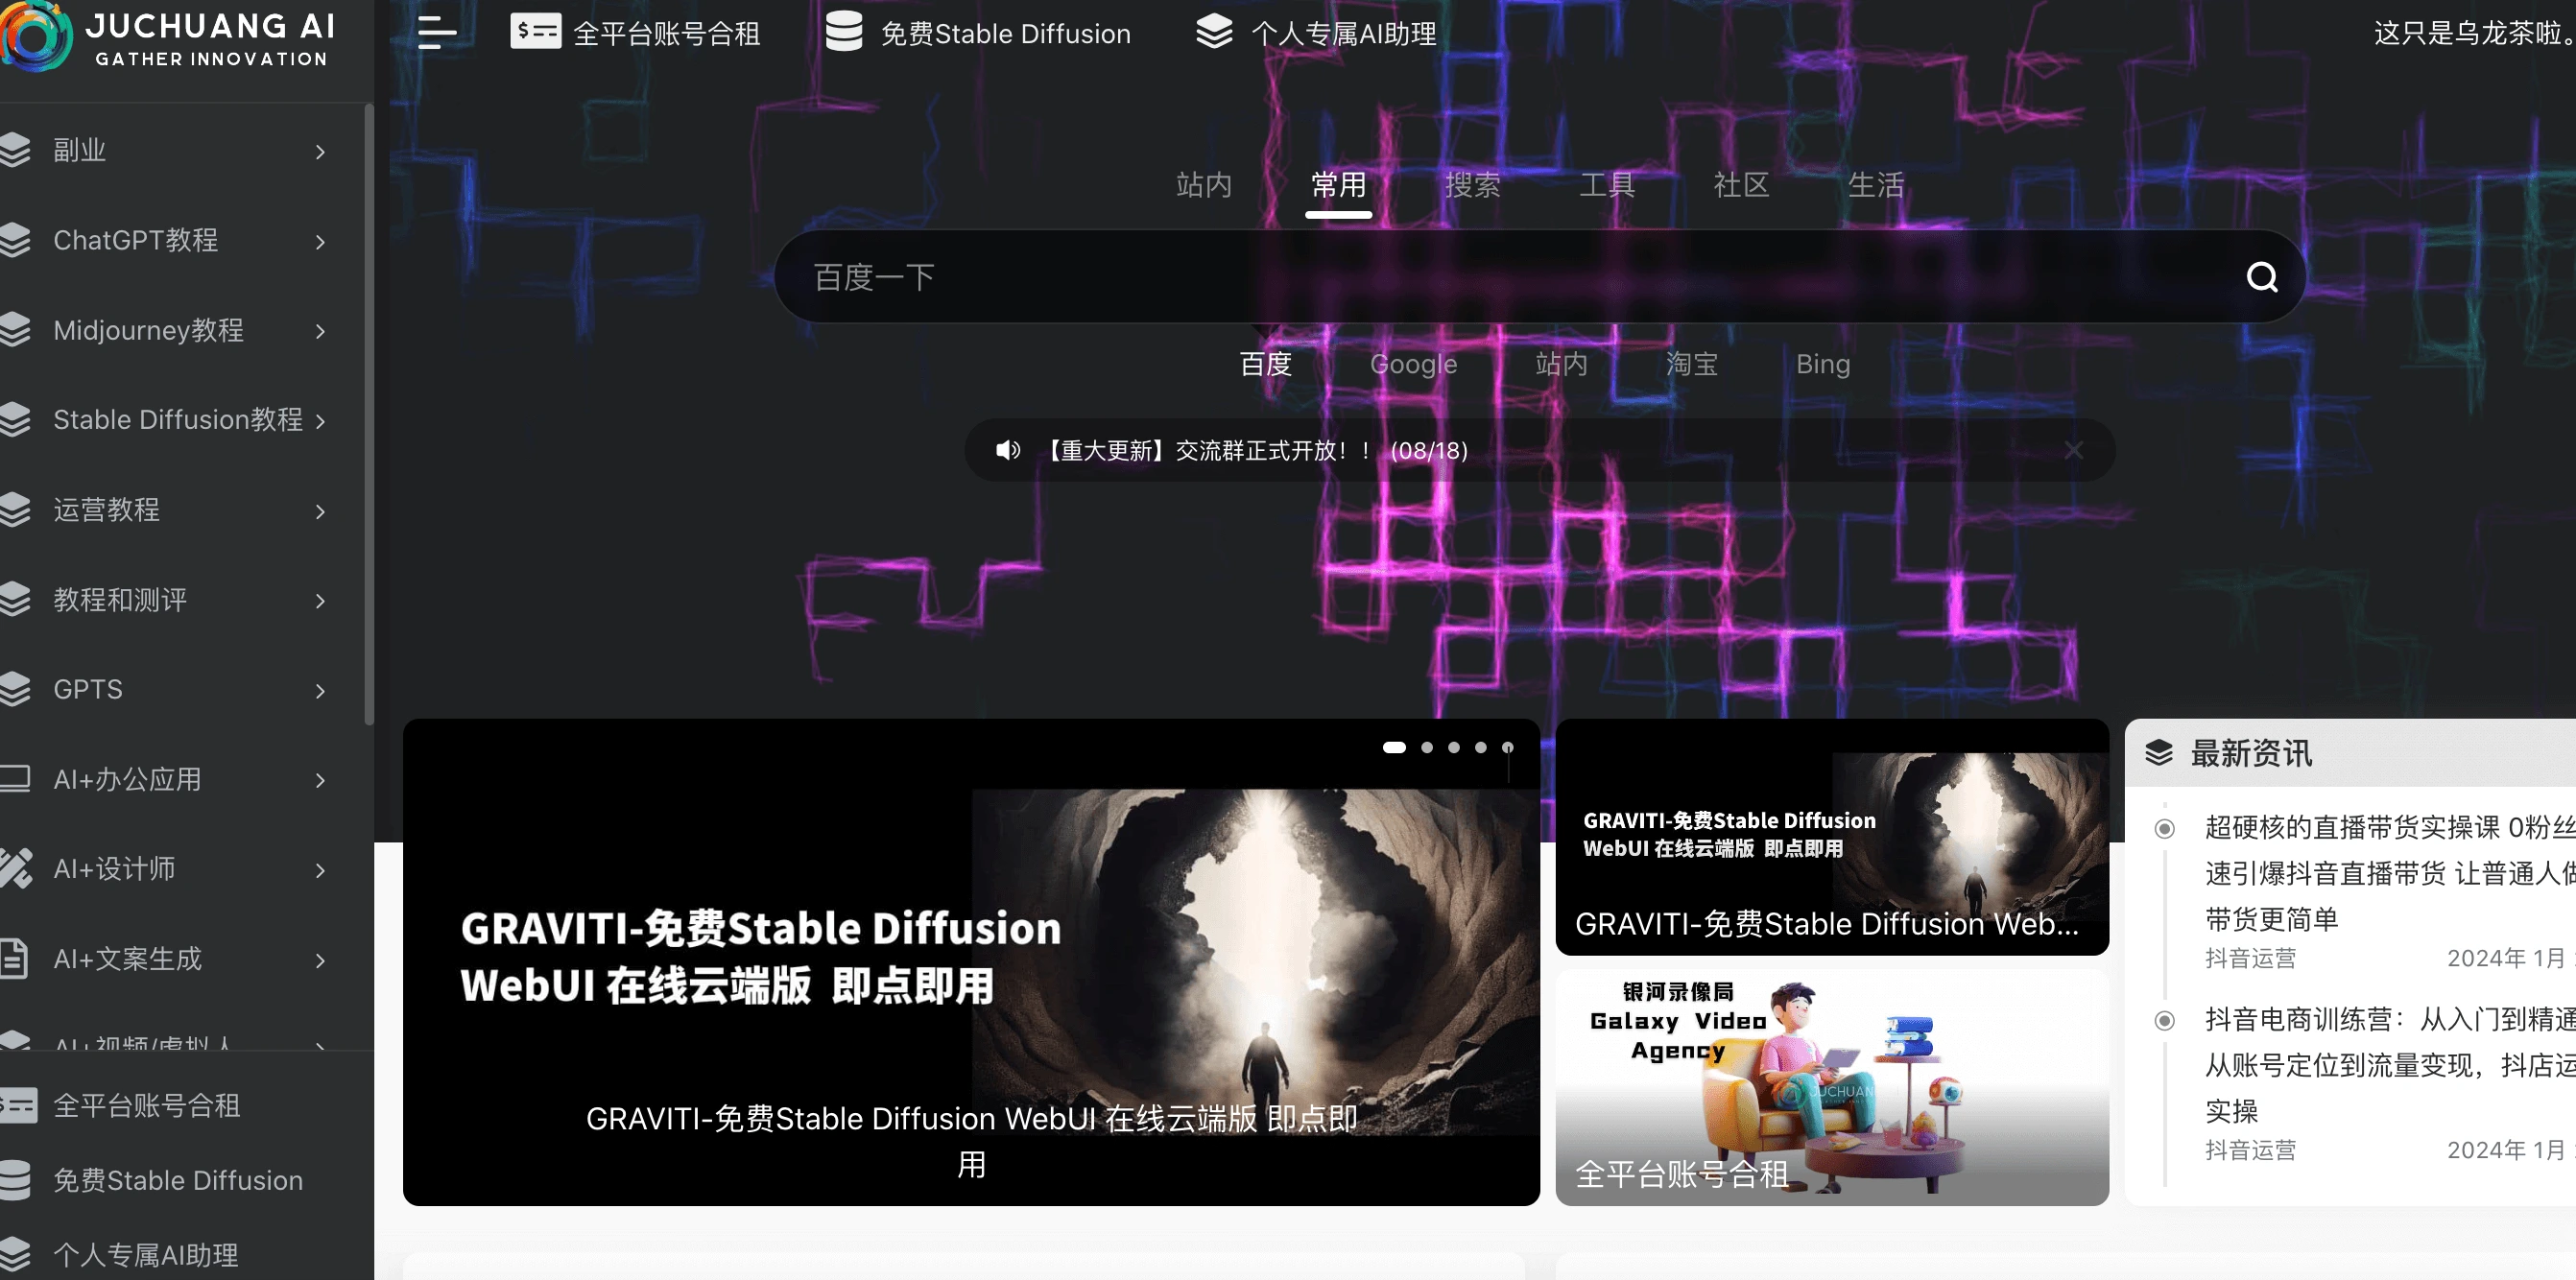 JUCHUANG AI
GATHER INNOVATION
全平台账号合租
免费Stable Diffusion
个人专属AI助理
这只是乌龙茶啦。
副业
ChatGPT教程
Midjourney教程
Stable Diffusion教程
运营教程
教程和测评
GPTS
AI+办公应用
AI+设计师
AI+文案生成
AI+视频/虚拟人
全平台账号合租
免费Stable Diffusion
个人专属AI助理
站内
常用
搜索
工具
社区
生活
百度一下
百度
Google
站内
淘宝
Bing
【重大更新】交流群正式开放！！ (08/18)
GRAVITI-免费Stable Diffusion
WebUI 在线云端版 即点即用
GRAVITI-免费Stable Diffusion WebUI 在线云端版 即点即
用
GRAVITI-免费Stable Diffusion
WebUI 在线云端版 即点即用
GRAVITI-免费Stable Diffusion Web...
银河录像局
Galaxy Video
Agency
JUCHUAN
全平台账号合租
最新资讯
超硬核的直播带货实操课 0粉丝
速引爆抖音直播带货 让普通人做
带货更简单
抖音运营
2024年 1月
抖音电商训练营：从入门到精通
从账号定位到流量变现，抖店运
实操
抖音运营
2024年 1月